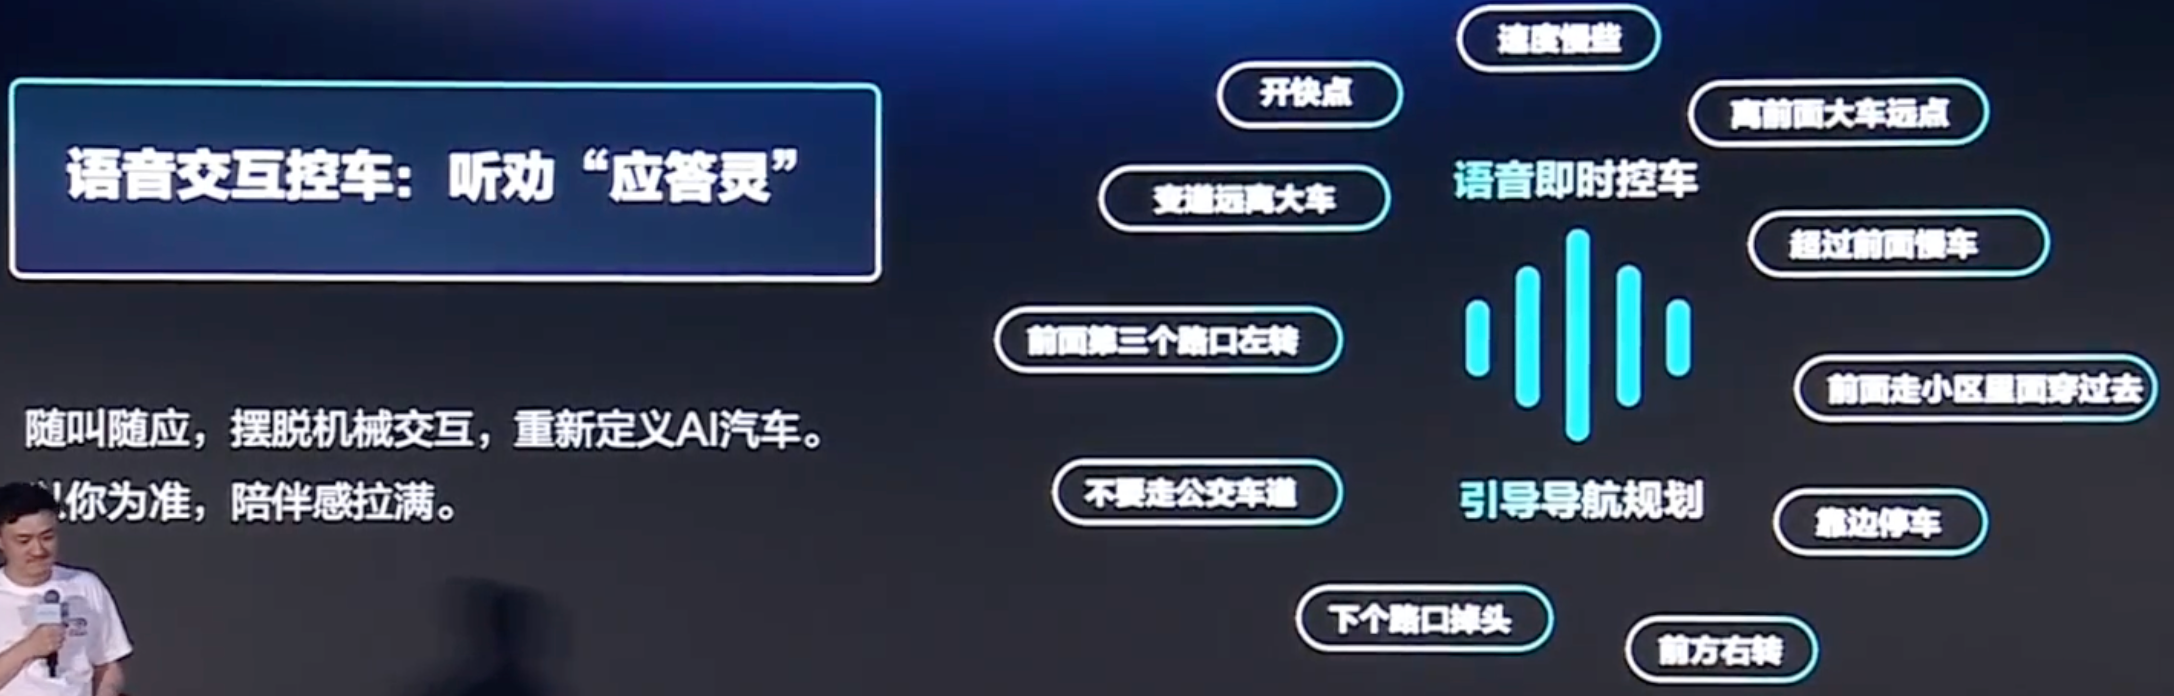 语音交互控车：听劝“应答灵”
随叫随应，摆脱机械交互，重新定义AI汽车。
你为准，陪伴感拉满。
速度慢些
开快点
离前面大车远点
语音即时控车
变道远离大车
超过前面慢车
前面第三个路口左转
前面走小区里面穿过去
不要走公交车道
引导导航规划
靠边停车
下个路口掉头
前方右转